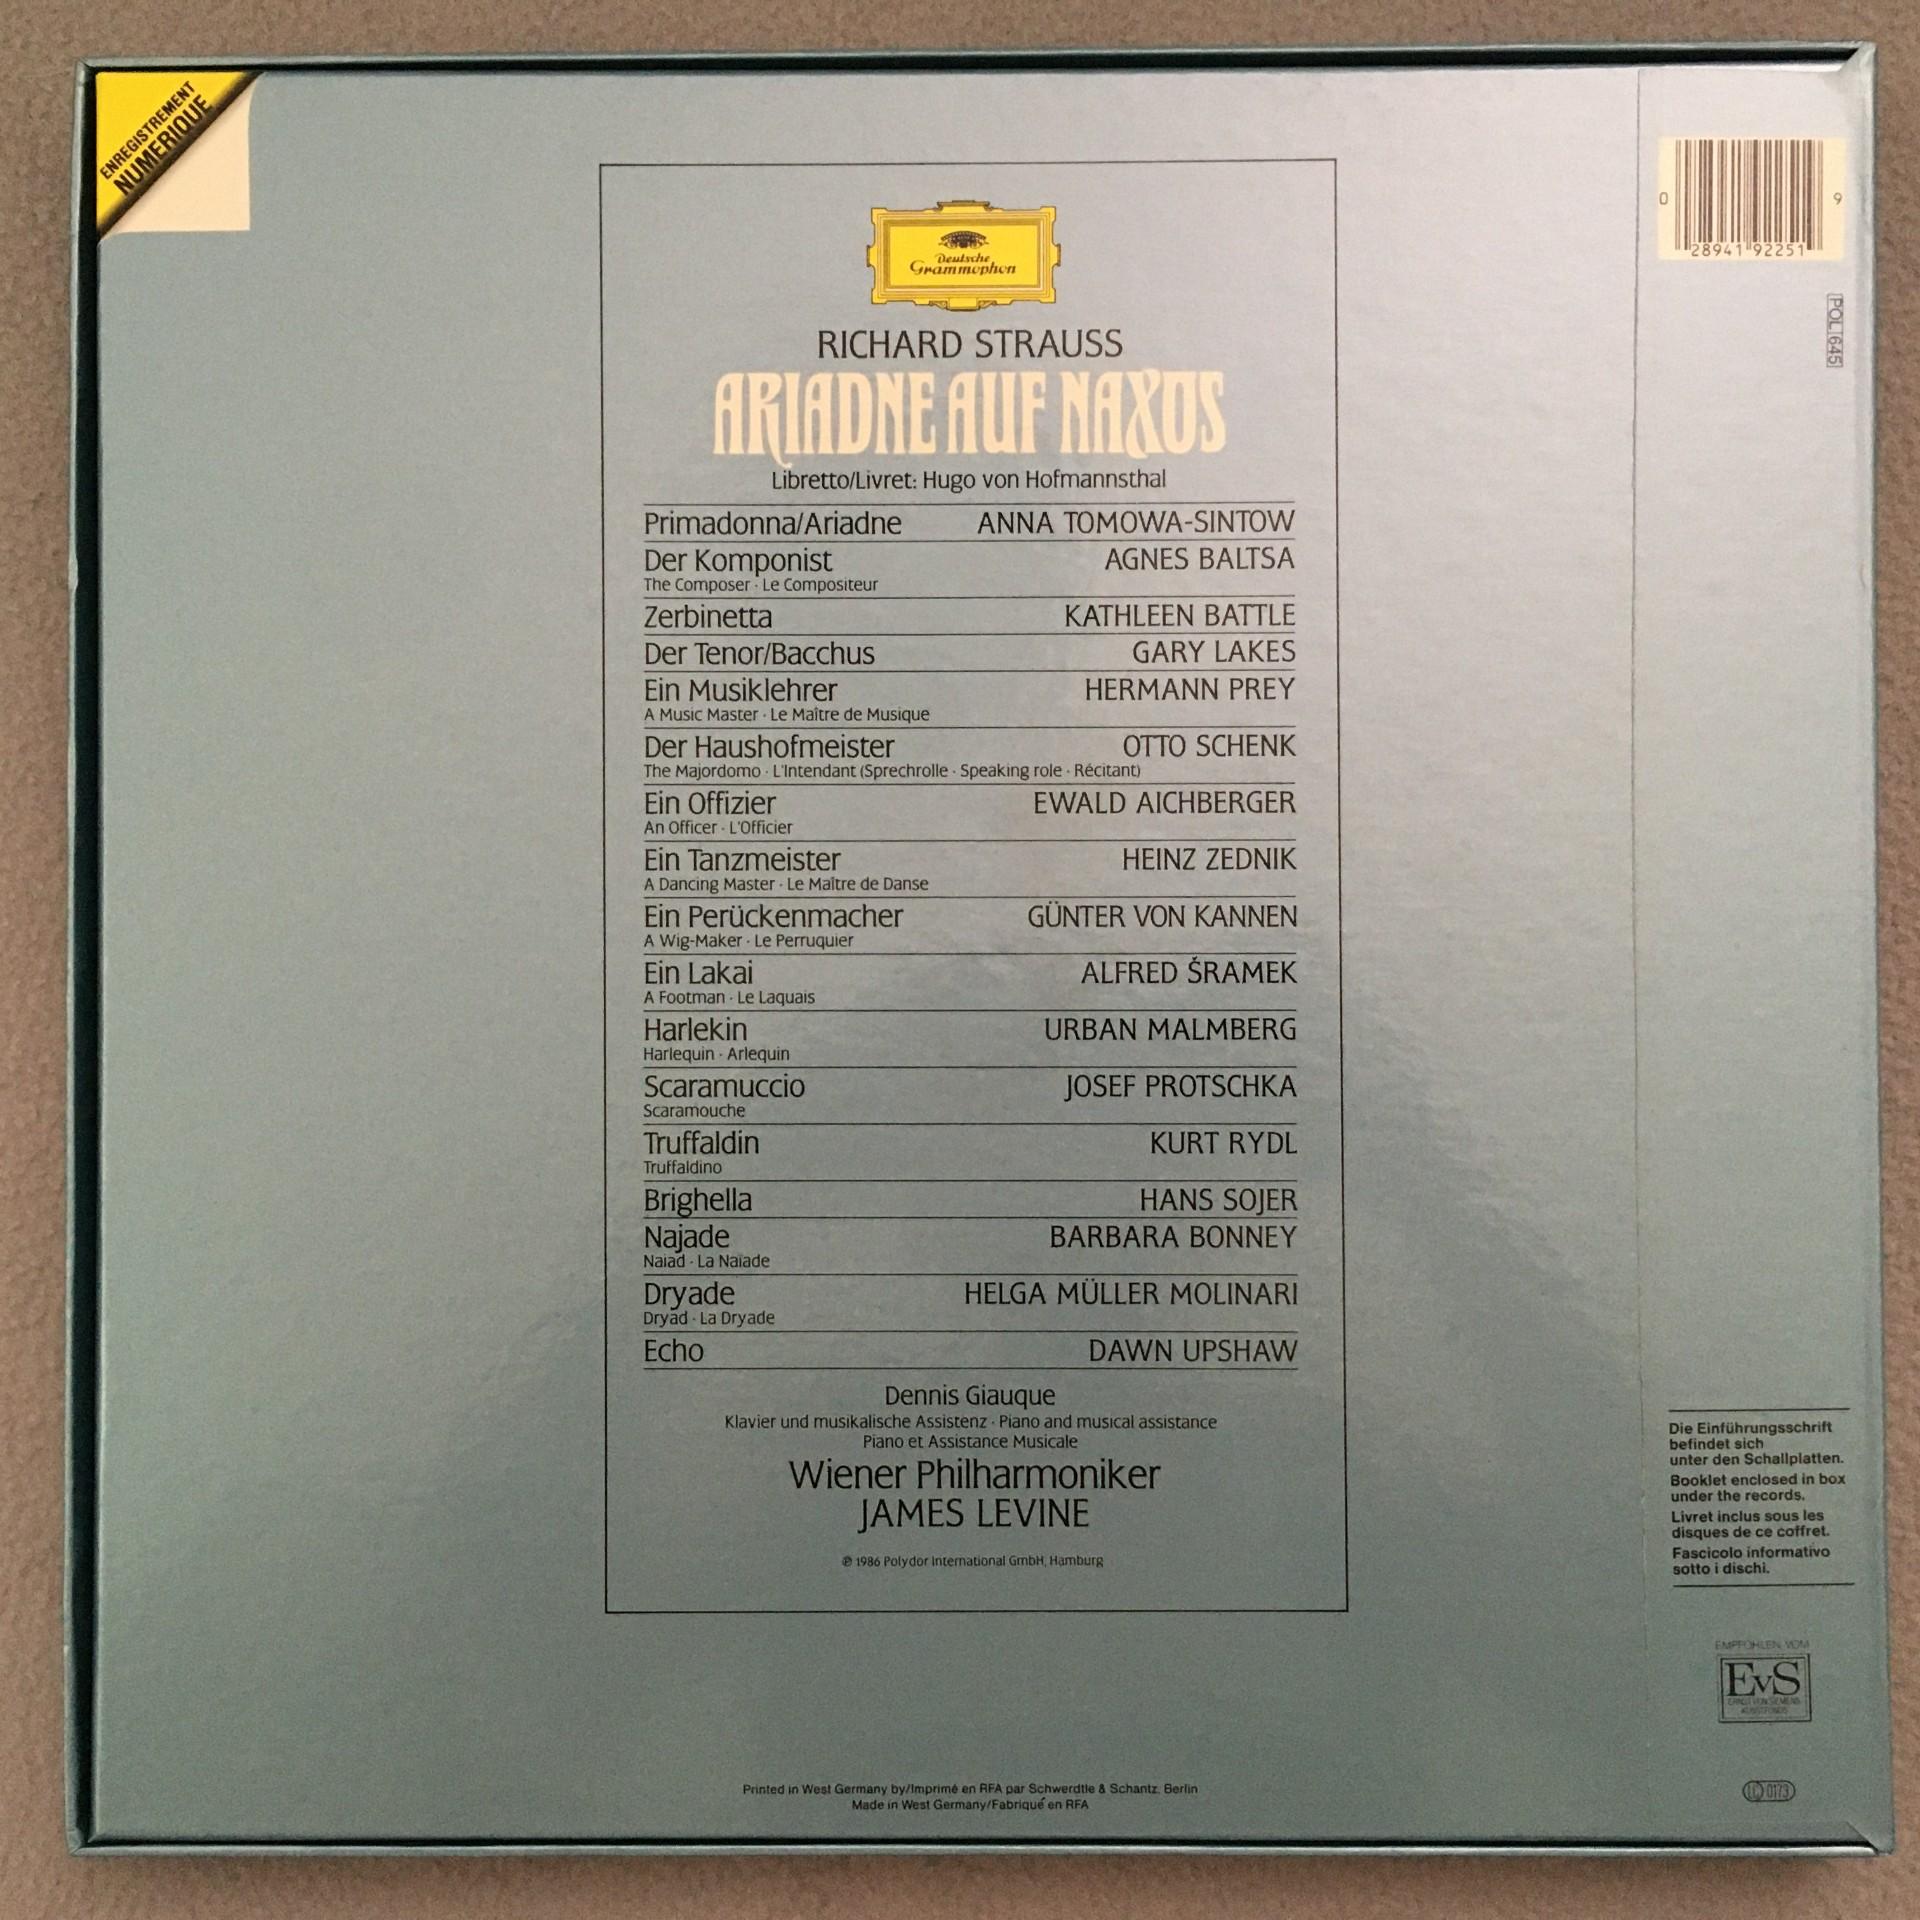 ENREGISTREMENT
NUMERIQUE
0 28941 92251 9
POL 645
Deutsche
Grammophon
RICHARD STRAUSS
ARIADNE AUF NAXOS
Libretto/Livret: Hugo von Hofmannsthal
Primadonna/Ariadne ANNA TOMOWA-SINTOW
Der Komponist AGNES BALTSA
The Composer · Le Compositeur
Zerbinetta KATHLEEN BATTLE
Der Tenor/Bacchus GARY LAKES
Ein Musiklehrer HERMANN PREY
A Music Master · Le Maître de Musique
Der Haushofmeister OTTO SCHENK
The Majordomo · L'Intendant (Sprechrolle · Speaking role · Récitant)
Ein Offizier EWALD AICHBERGER
An Officer · L'Officier
Ein Tanzmeister HEINZ ZEDNIK
A Dancing Master · Le Maître de Danse
Ein Perückenmacher GÜNTER VON KANNEN
A Wig-Maker · Le Perruquier
Ein Lakai ALFRED ŠRAMEK
A Footman · Le Laquais
Harlekin URBAN MALMBERG
Harlequin · Arlequin
Scaramuccio JOSEF PROTSCHKA
Scaramouche
Truffaldin KURT RYDL
Truffaldino
Brighella HANS SOJER
Najade BARBARA BONNEY
Naiad · La Naïade
Dryade HELGA MÜLLER MOLINARI
Dryad · La Dryade
Echo DAWN UPSHAW
Dennis Giauque
Klavier und musikalische Assistenz · Piano and musical assistance
Piano et Assistance Musicale
Wiener Philharmoniker
JAMES LEVINE
℗ 1986 Polydor International GmbH, Hamburg
Die Einführungsschrift
befindet sich
unter den Schallplatten.
Booklet enclosed in box
under the records.
Livret inclus sous les
disques de ce coffret.
Fascicolo informativo
sotto i dischi.
EMPFOHLEN VOM
EvS
ERNST VON SIEMENS
KUNSTFONDS
LC 0173
Printed in West Germany by/Imprimé en RFA par Schwerdtle & Schantz, Berlin
Made in West Germany/Fabriqué en RFA